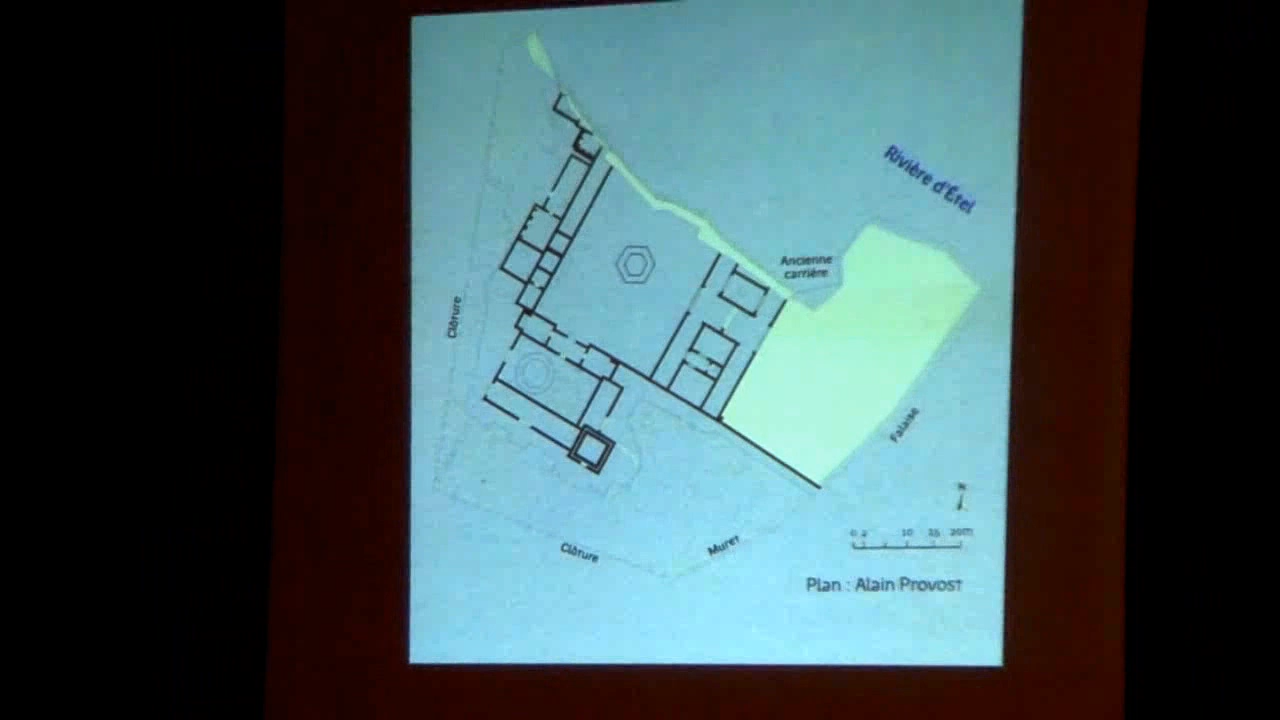 Rivière d'Etel
Ancienne
carrière
Clôture
Falaise
N
0 2 10 15 20m
Clôture
Muret
Plan : Alain Provost